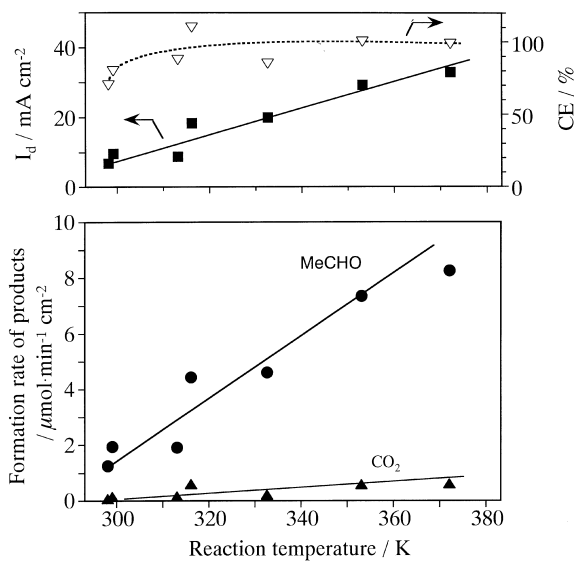 40
20
0
I_d / mA cm⁻²
100
50
0
CE / %
10
8
6
4
2
0
Formation rate of products
/ μmol·min⁻¹ cm⁻²
MeCHO
CO₂
300 320 340 360 380
Reaction temperature / K